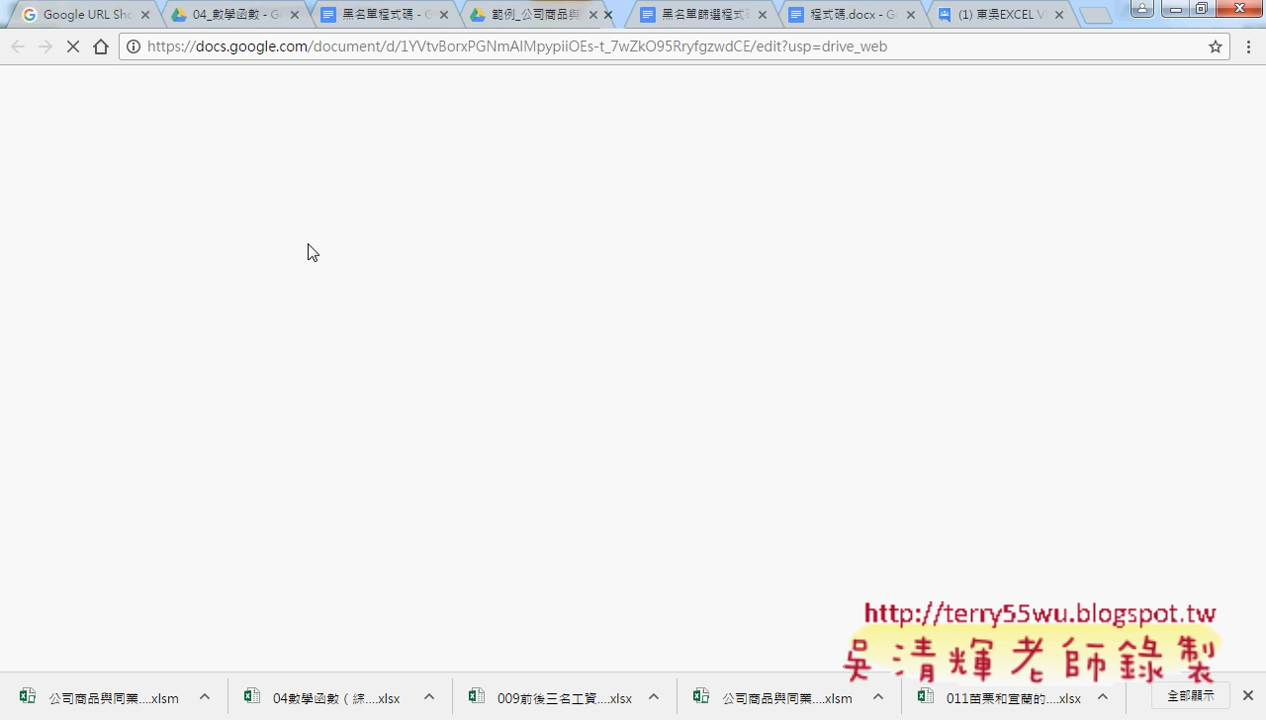 Google URL Sho
04_數學函數 - G
黑名單程式碼 - G
範例_公司商品與
黑名單篩選程式
程式碼.docx - G
(1) 東吳EXCEL V
https://docs.google.com/document/d/1YVtvBorxPGNmAIMpypiiOEs-t_7wZkO95RryfgzwdCE/edit?usp=drive_web
http://terry55wu.blogspot.tw
吳清輝老師錄製
公司商品與同業....xlsm
04數學函數（綜....xlsx
009前後三名工資....xlsx
公司商品與同業....xlsm
011苗栗和宜蘭的....xlsx
全部顯示